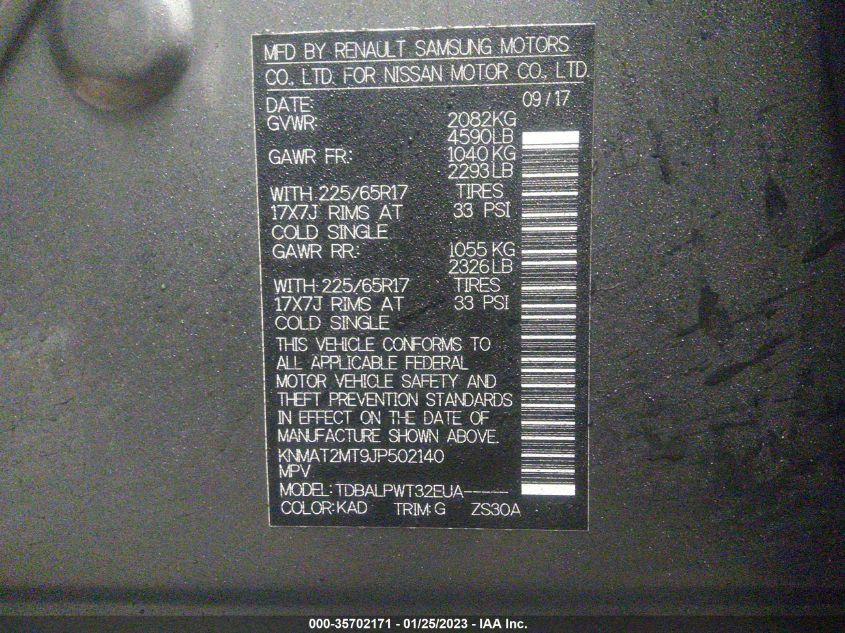 MFD BY RENAULT SAMSUNG MOTORS
CO., LTD. FOR NISSAN MOTOR CO., LTD.
DATE: 09/17
GVWR: 2082KG
4590LB
GAWR FR: 1040KG
2293LB
WITH 225/65R17 TIRES
17X7J RIMS AT 33 PSI
COLD SINGLE
GAWR RR: 1055KG
2326LB
WITH 225/65R17 TIRES
17X7J RIMS AT 33 PSI
COLD SINGLE
THIS VEHICLE CONFORMS TO
ALL APPLICABLE FEDERAL
MOTOR VEHICLE SAFETY AND
THEFT PREVENTION STANDARDS
IN EFFECT ON THE DATE OF
MANUFACTURE SHOWN ABOVE.
KNMAT2MT9JP502140
MPV
MODEL:TDBALPWT32EUA-----
COLOR:KAD TRIM:G ZS30A
000-35702171 - 01/25/2023 - IAA Inc.